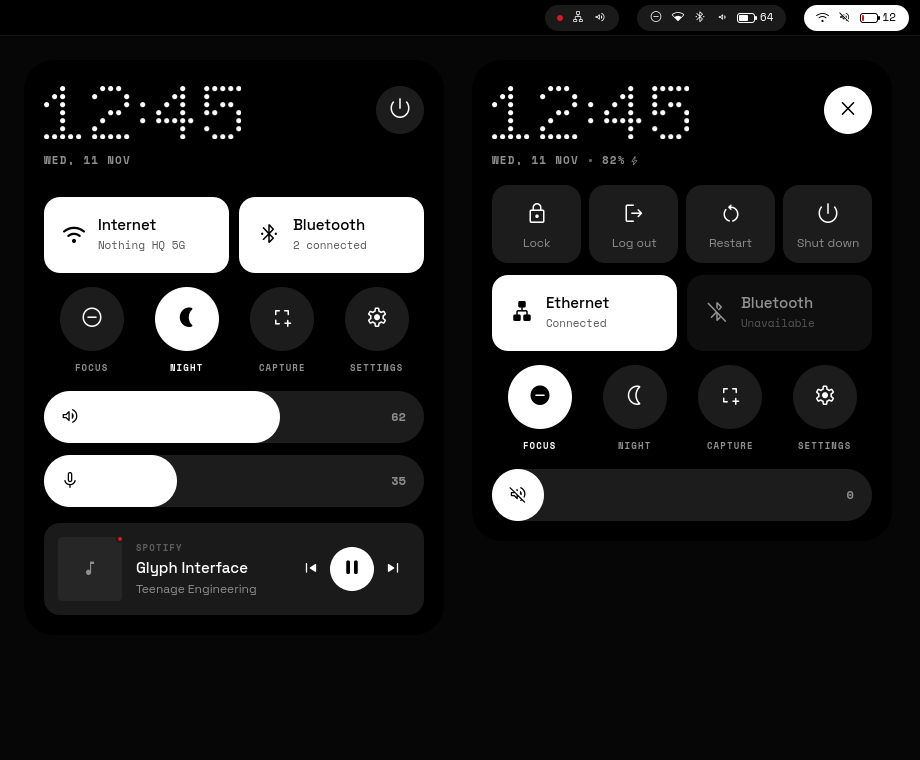 64
12
12:45
WED, 11 NOV
Internet
Nothing HQ 5G
Bluetooth
2 connected
FOCUS
NIGHT
CAPTURE
SETTINGS
62
35
SPOTIFY
Glyph Interface
Teenage Engineering
12:45
WED, 11 NOV • 82%
Lock
Log out
Restart
Shut down
Ethernet
Connected
Bluetooth
Unavailable
FOCUS
NIGHT
CAPTURE
SETTINGS
0